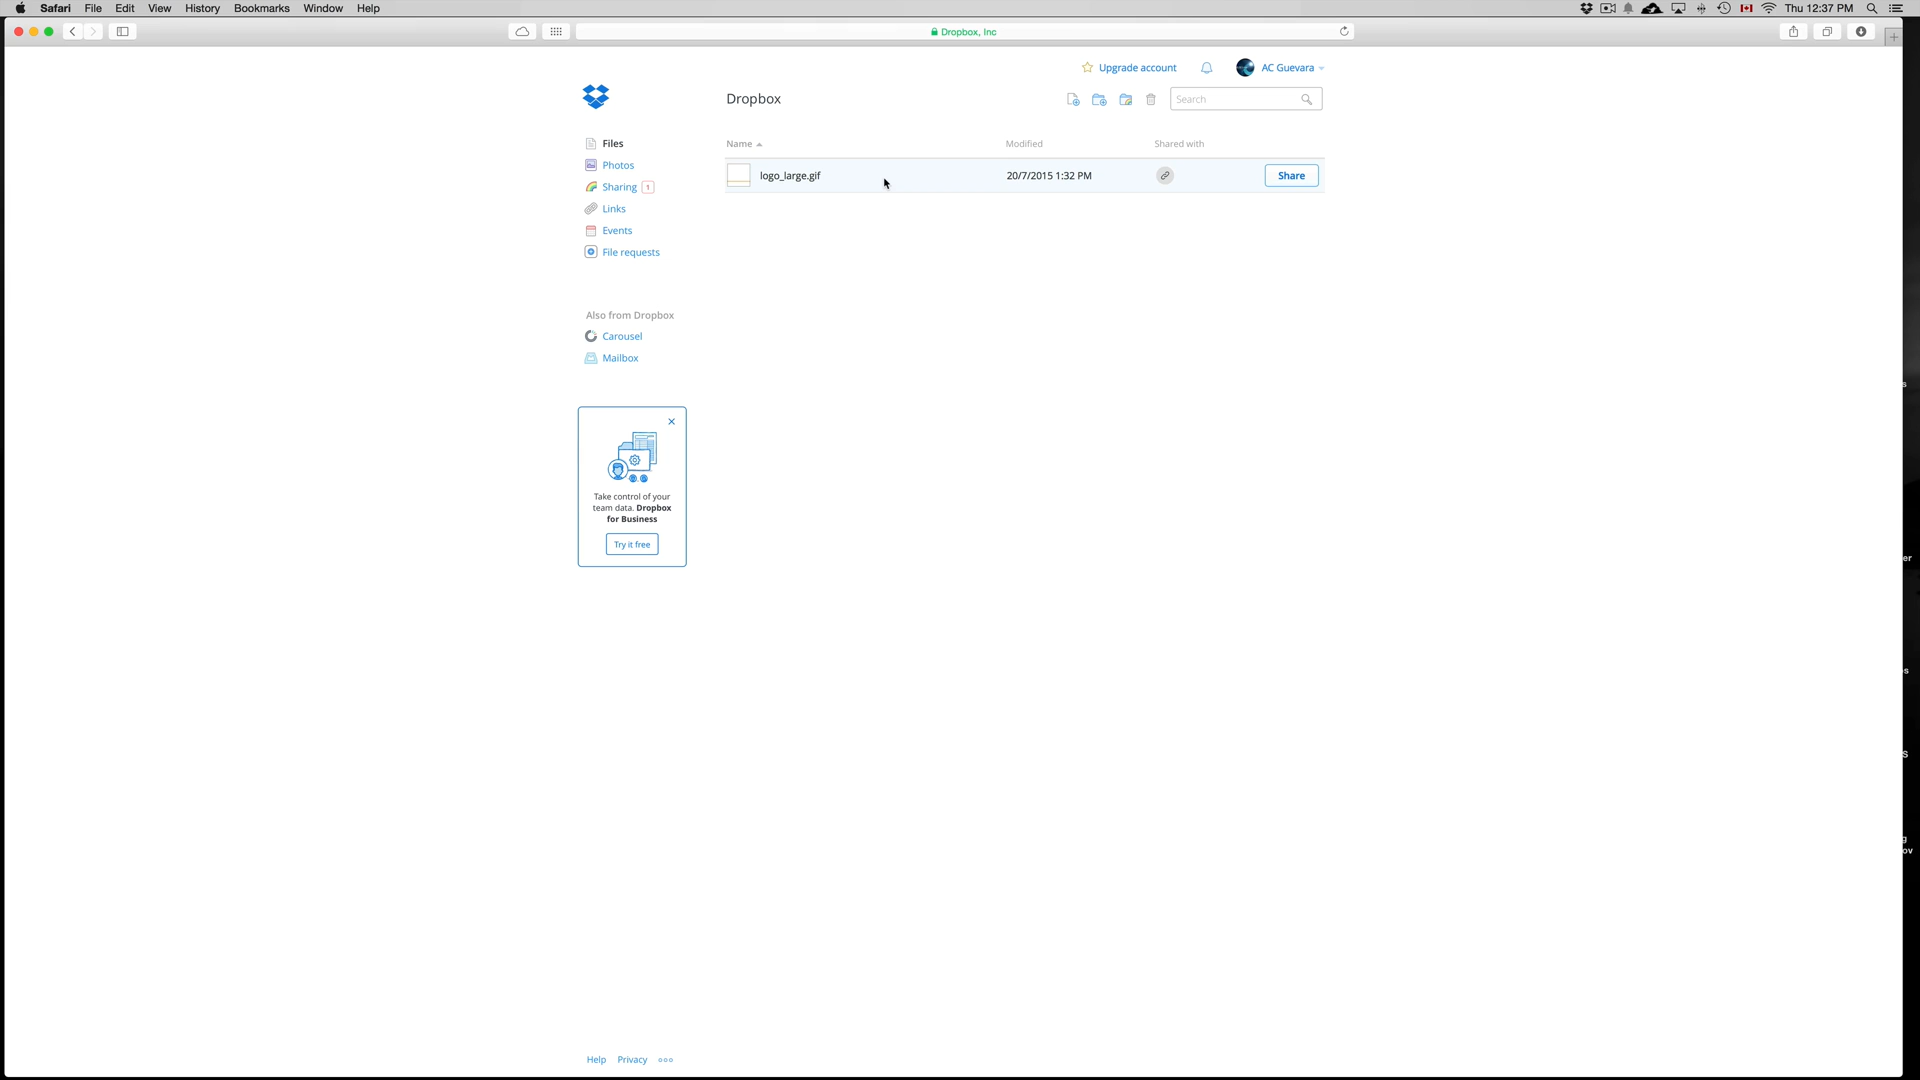 Safari File Edit View History Bookmarks Window Help Thu 12:37 PM
Dropbox, Inc
Upgrade account AC Guevara
Dropbox
Search
Files
Photos
Sharing 1
Links
Events
File requests
Name Modified Shared with
logo_large.gif 20/7/2015 1:32 PM Share
Also from Dropbox
Carousel
Mailbox
Take control of your
team data. Dropbox
for Business
Try it free
Help Privacy
s
er
s
S
g
ov